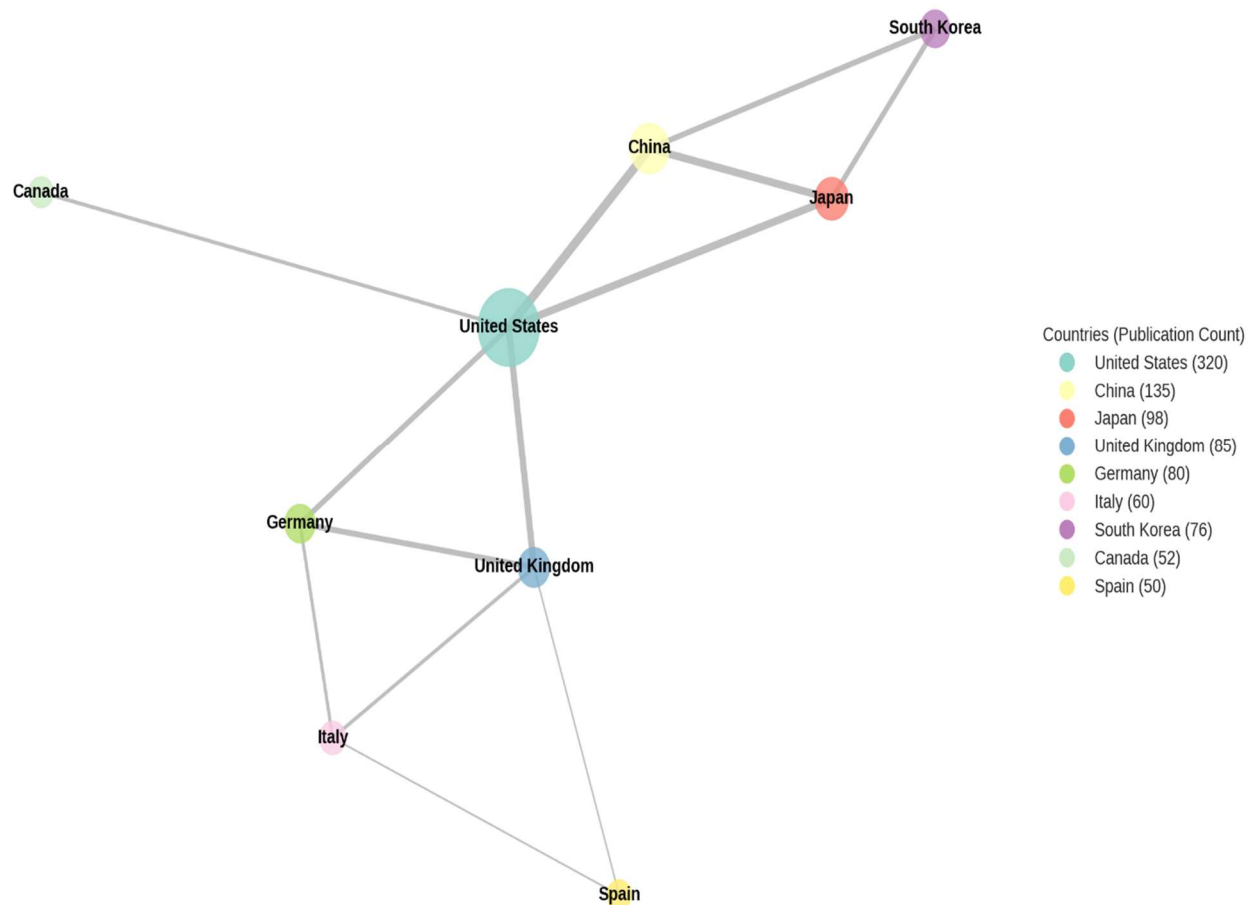 South Korea
China
Canada
Japan
United States
Germany
United Kingdom
Italy
Spain
Countries (Publication Count)
United States (320)
China (135)
Japan (98)
United Kingdom (85)
Germany (80)
Italy (60)
South Korea (76)
Canada (52)
Spain (50)